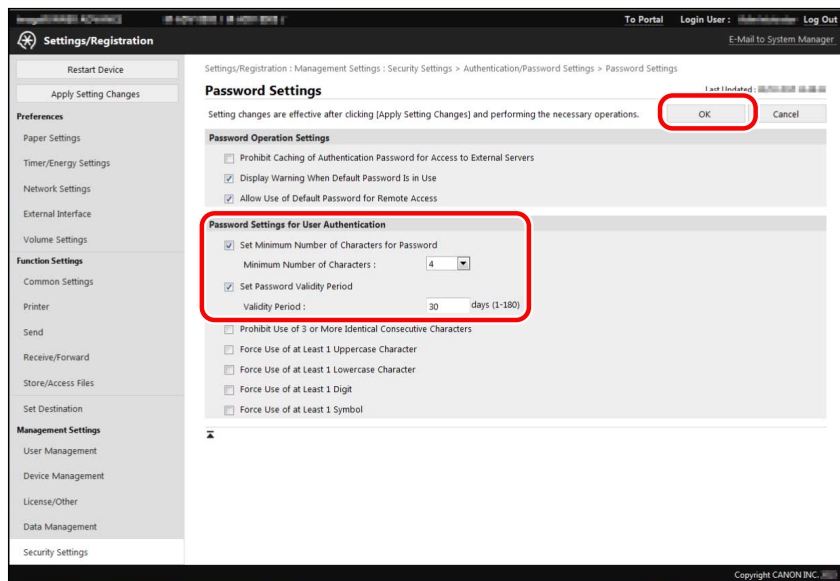 To Portal Login User : Log Out
Settings/Registration E-Mail to System Manager
Restart Device
Apply Setting Changes
Preferences
Paper Settings
Timer/Energy Settings
Network Settings
External Interface
Volume Settings
Function Settings
Common Settings
Printer
Send
Receive/Forward
Store/Access Files
Set Destination
Management Settings
User Management
Device Management
License/Other
Data Management
Security Settings
Settings/Registration : Management Settings : Security Settings > Authentication/Password Settings > Password Settings
Password Settings
Last Updated :
Setting changes are effective after clicking [Apply Setting Changes] and performing the necessary operations. OK Cancel
Password Operation Settings
Prohibit Caching of Authentication Password for Access to External Servers
Display Warning When Default Password Is in Use
Allow Use of Default Password for Remote Access
Password Settings for User Authentication
Set Minimum Number of Characters for Password
Minimum Number of Characters : 4
Set Password Validity Period
Validity Period : 30 days (1-180)
Prohibit Use of 3 or More Identical Consecutive Characters
Force Use of at Least 1 Uppercase Character
Force Use of at Least 1 Lowercase Character
Force Use of at Least 1 Digit
Force Use of at Least 1 Symbol
Copyright CANON INC.